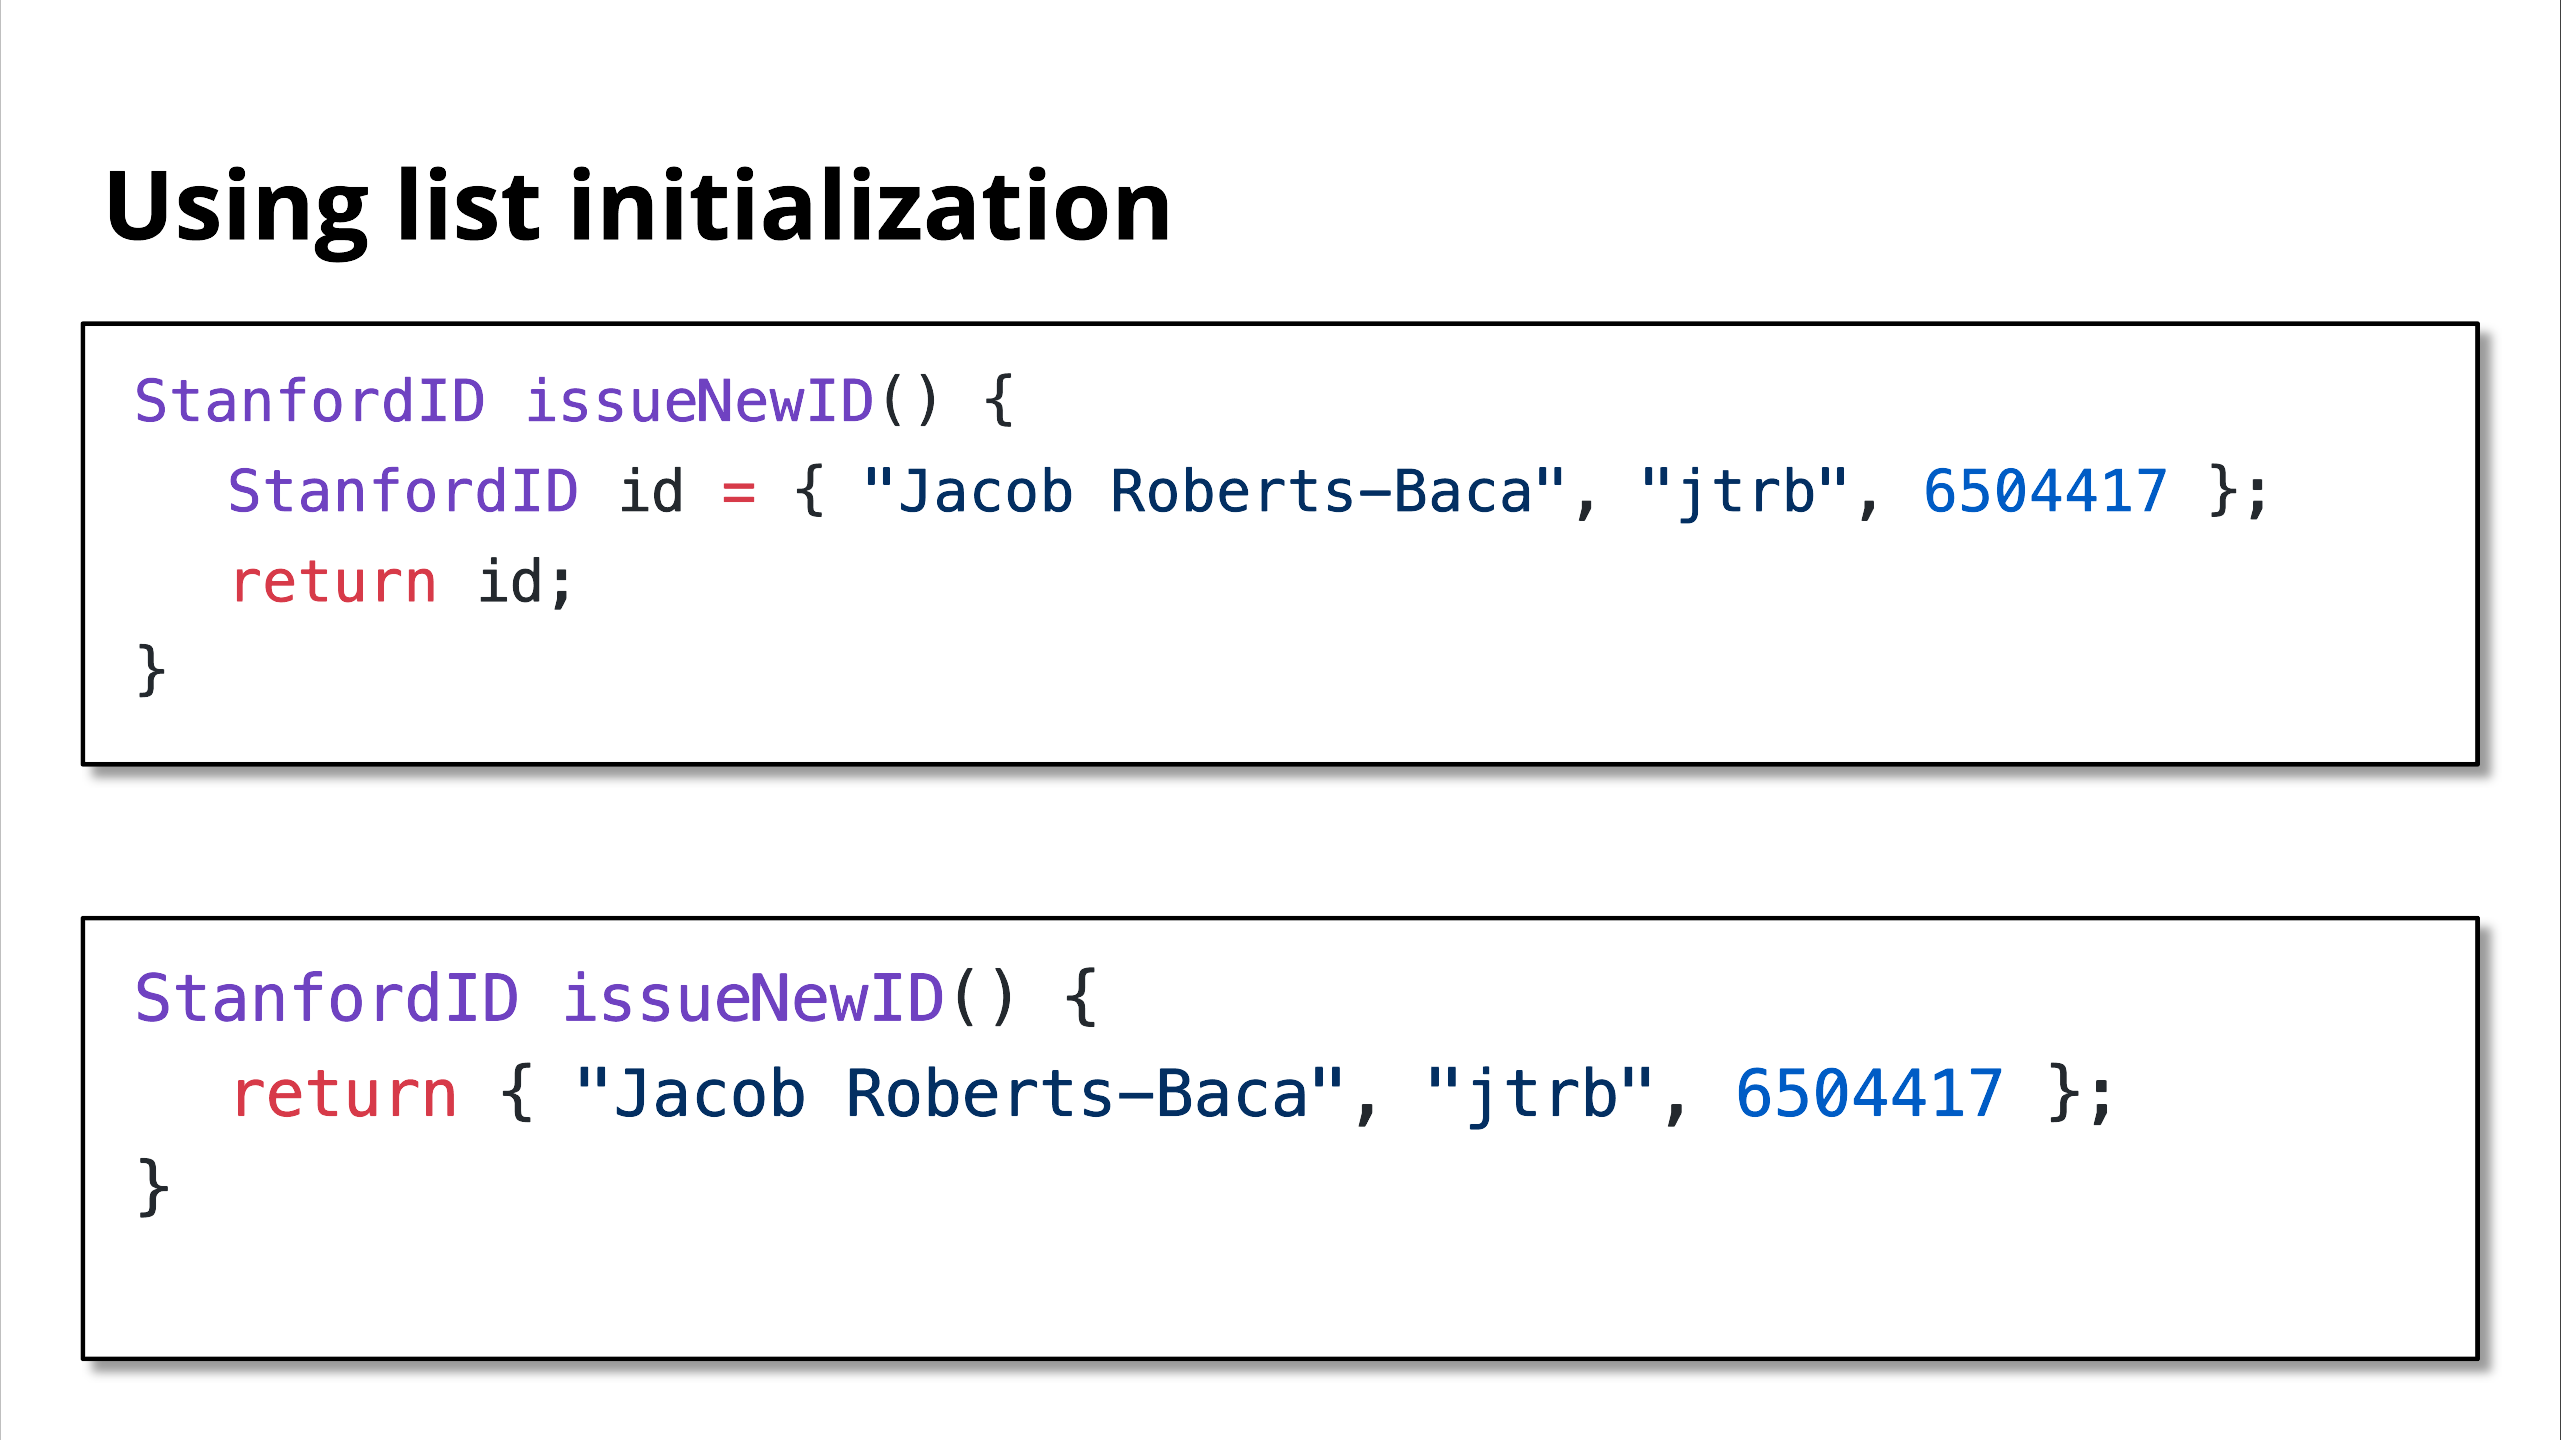 Using list initialization
StanfordID issueNewID() {
   StanfordID id = { "Jacob Roberts-Baca", "jtrb", 6504417 };
   return id;
}
StanfordID issueNewID() {
   return { "Jacob Roberts-Baca", "jtrb", 6504417 };
}